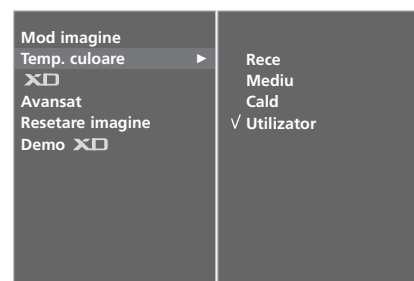 Mod imagine
Temp. culoare ►
XD
Avansat
Resetare imagine
Demo XD
Rece
Mediu
Cald
√ Utilizator